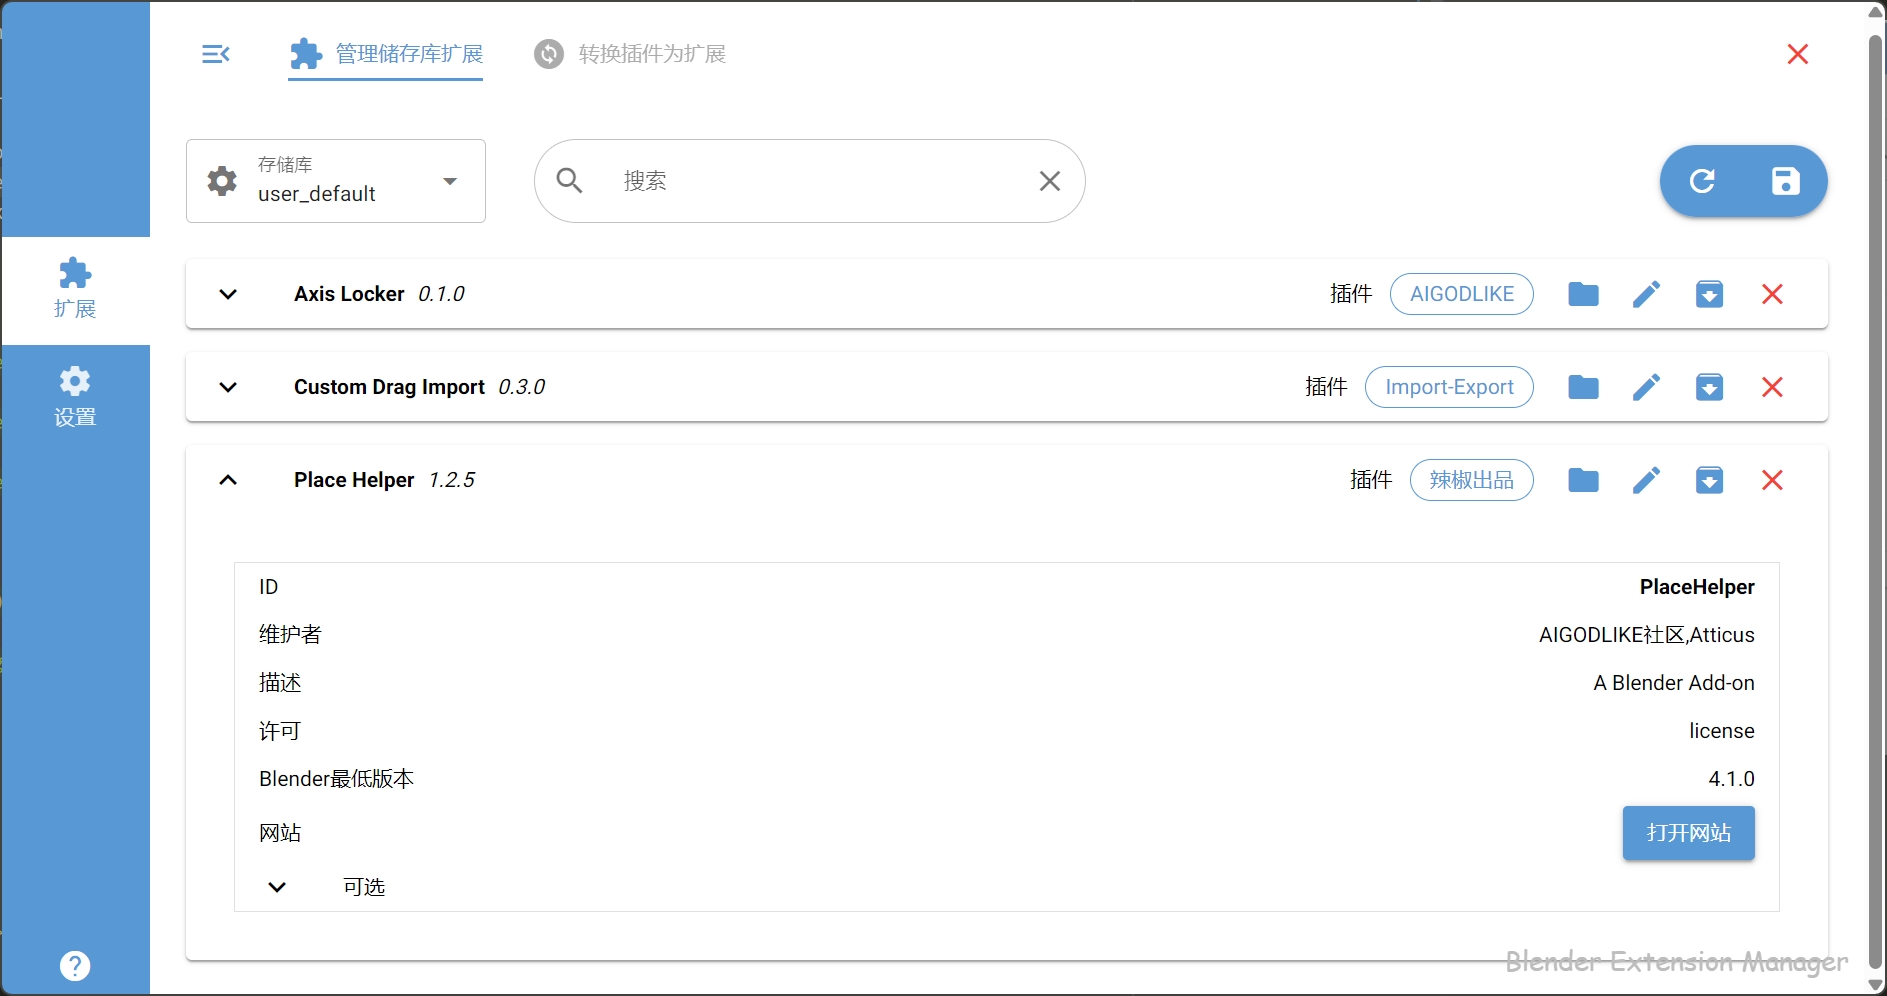 管理储存库扩展
转换插件为扩展
存储库
user_default
搜索
扩展
设置
Axis Locker 0.1.0 插件 AIGODLIKE
Custom Drag Import 0.3.0 插件 Import-Export
Place Helper 1.2.5 插件 辣椒出品
ID PlaceHelper
维护者 AIGODLIKE社区,Atticus
描述 A Blender Add-on
许可 license
Blender最低版本 4.1.0
网站 打开网站
可选
Blender Extension Manager